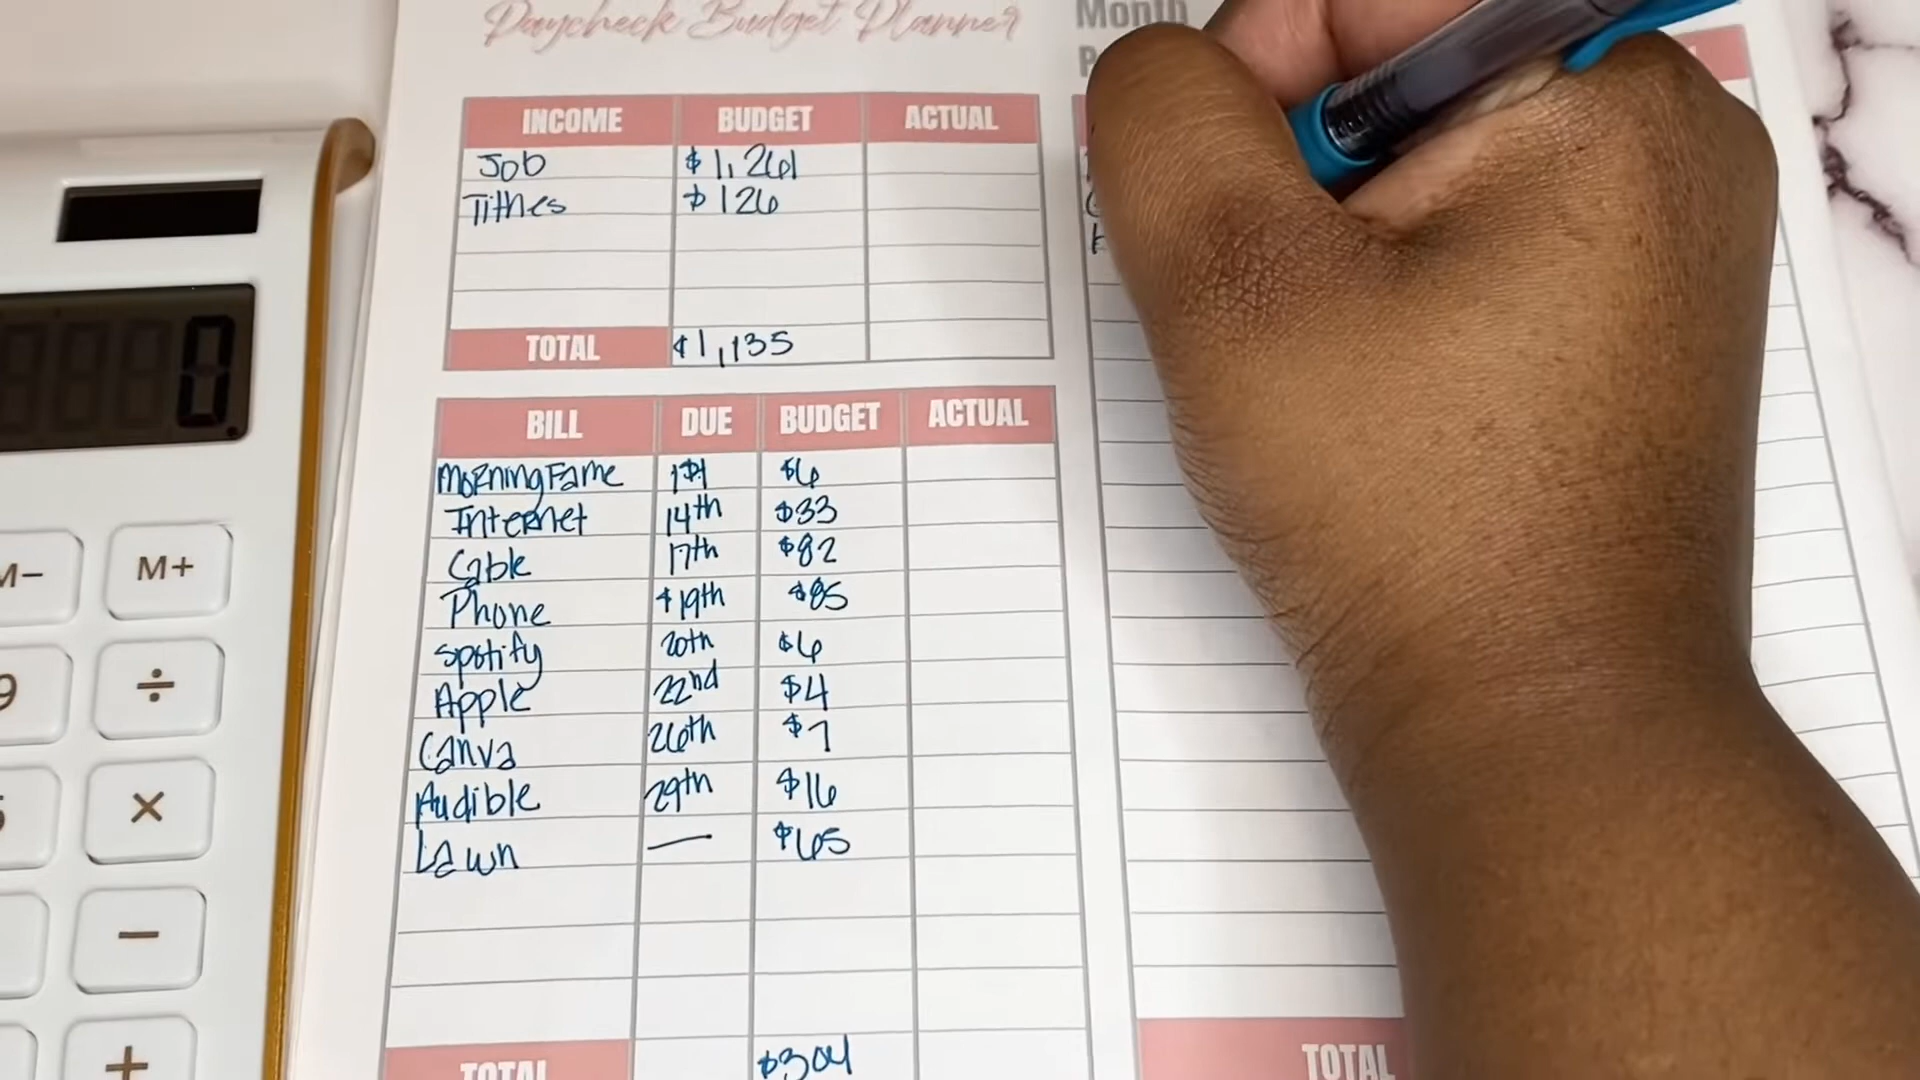 Paycheck Budget Planner
Month
INCOME BUDGET ACTUAL
Job $1,261
Tithes $126
TOTAL $1,135
BILL DUE BUDGET ACTUAL
MorningFame 1st $6
Internet 14th $33
Cable 17th $82
Phone $19th $85
Spotify 20th $6
Apple 22nd $4
Canva 26th $7
Audible 29th $16
Lawn — $65
TOTAL $304
TOTAL
0
M- M+
9 ÷
×
−
+